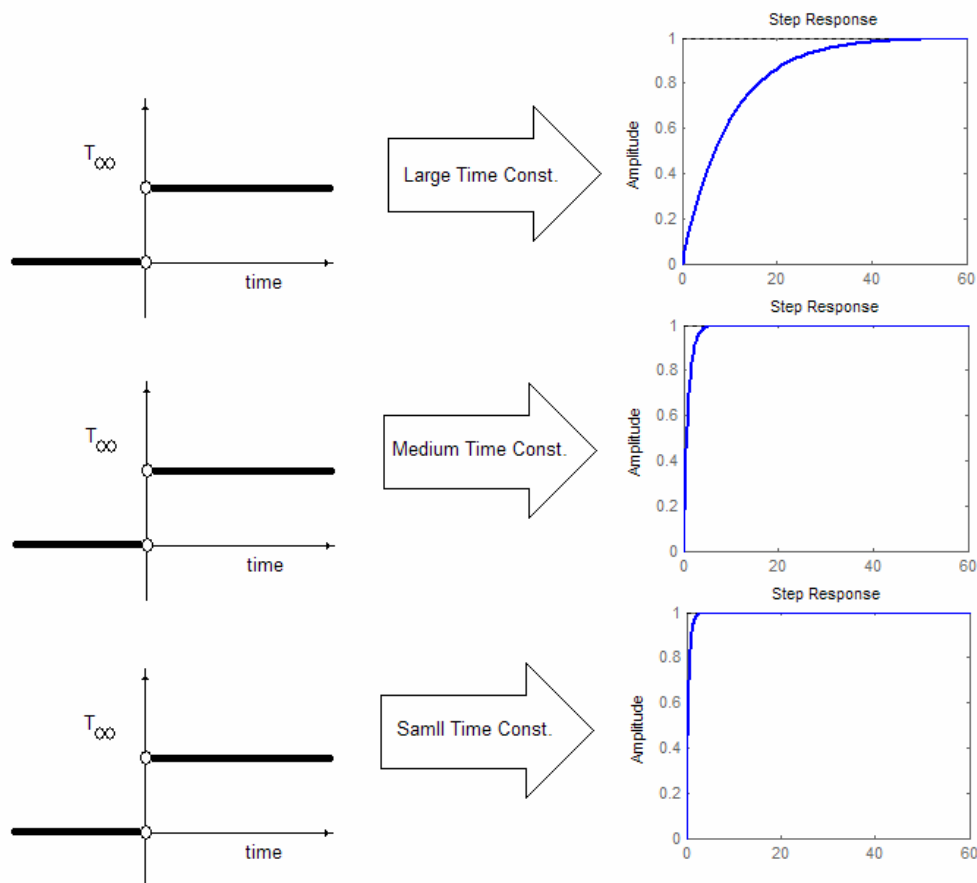 Step Response
T∞
time
Large Time Const.
Amplitude
1
0.8
0.6
0.4
0.2
0
0
20
40
60
Step Response
T∞
time
Medium Time Const.
Amplitude
1
0.8
0.6
0.4
0.2
0
0
20
40
60
Step Response
T∞
time
Samll Time Const.
Amplitude
1
0.8
0.6
0.4
0.2
0
0
20
40
60